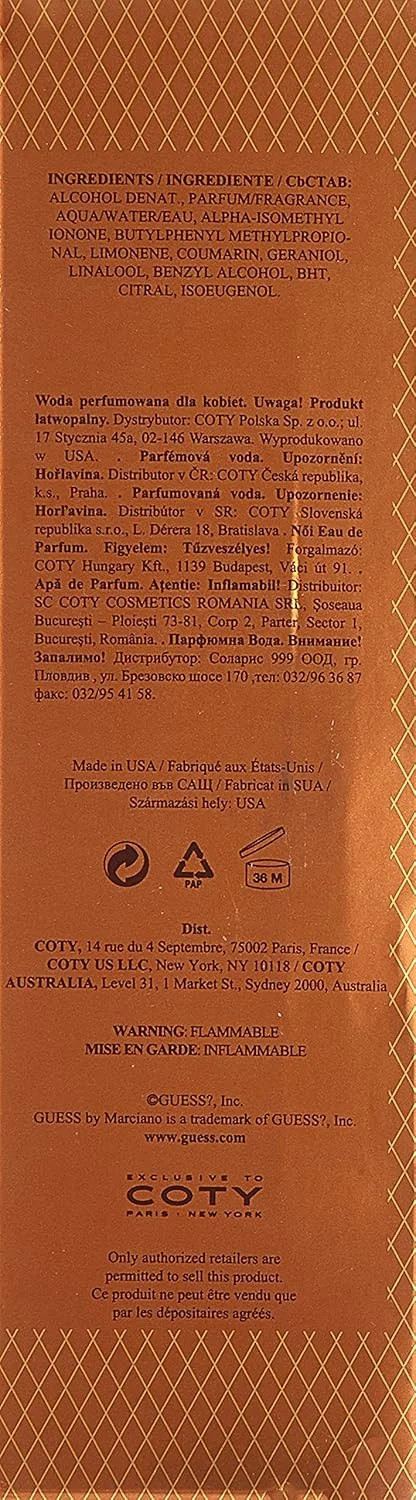 INGREDIENTS / INGREDIENTE / CbCTAB:
ALCOHOL DENAT., PARFUM/FRAGRANCE,
AQUA/WATER/EAU, ALPHA-ISOMETHYL
IONONE, BUTYLPHENYL METHYLPROPIO-
NAL, LIMONENE, COUMARIN, GERANIOL,
LINALOOL, BENZYL ALCOHOL, BHT,
CITRAL, ISOEUGENOL.
Woda perfumowana dla kobiet. Uwaga! Produkt
łatwopalny. Dystrybutor: COTY Polska Sp. z o.o.; ul.
17 Stycznia 45a, 02-146 Warszawa. Wyprodukowano
w USA. . Parfémová voda. Upozornění:
Hořlavina. Distributor v ČR: COTY Česká republika,
k.s., Praha. . Parfumovaná voda. Upozornenie:
Horľavina. Distribútor v SR: COTY Slovenská
republika s.r.o., L. Dérera 18, Bratislava . Női Eau de
Parfum. Figyelem: Tűzveszélyes! Forgalmazó:
COTY Hungary Kft., 1139 Budapest, Váci út 91. .
Apă de Parfum. Atenţie: Inflamabil! Distribuitor:
SC COTY COSMETICS ROMANIA SRL, Şoseaua
Bucureşti – Ploieşti 73-81, Corp 2, Parter, Sector 1,
Bucureşti, România. . Парфюмна Вода. Внимание!
Запалимо! Дистрибутор: Соларис 999 ООД, гр.
Пловдив , ул. Брезовско шосе 170 ,тел: 032/96 36 87
факс: 032/95 41 58.
Made in USA / Fabriqué aux États-Unis /
Произведено във САЩ / Fabricat in SUA /
Származási hely: USA
PAP
36 M
Dist.
COTY, 14 rue du 4 Septembre, 75002 Paris, France /
COTY US LLC, New York, NY 10118 / COTY
AUSTRALIA, Level 31, 1 Market St., Sydney 2000, Australia
WARNING: FLAMMABLE
MISE EN GARDE: INFLAMMABLE
©GUESS?, Inc.
GUESS by Marciano is a trademark of GUESS?, Inc.
www.guess.com
EXCLUSIVE TO
COTY
PARIS · NEW YORK
Only authorized retailers are
permitted to sell this product.
Ce produit ne peut être vendu que
par les dépositaires agréés.